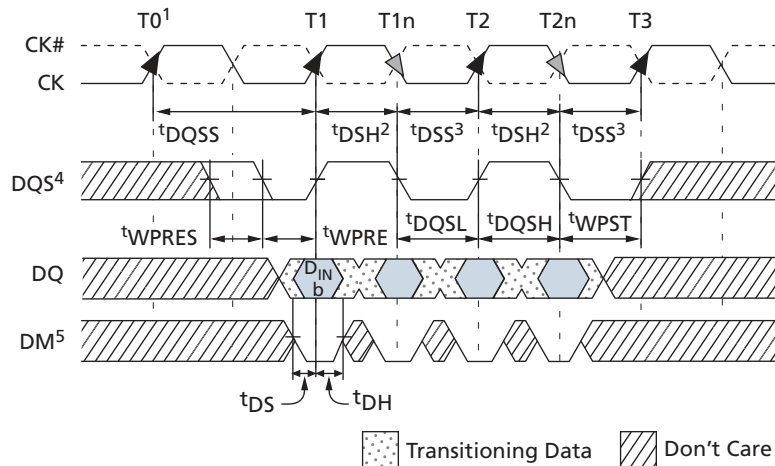 T0¹ T1 T1n T2 T2n T3
CK#
CK
tDQSS tDSH² tDSS³ tDSH² tDSS³
DQS⁴
tWPRES tWPRE tDQSL tDQSH tWPST
DQ
DIN
b
DM⁵
tDS tDH
Transitioning Data Don't Care